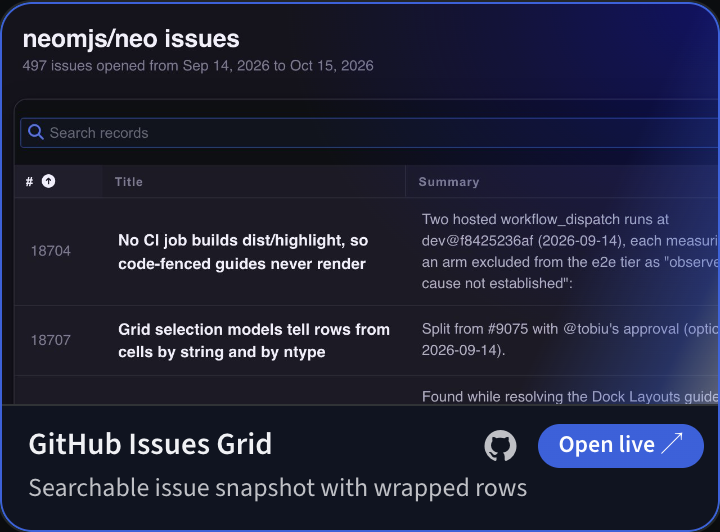 neomjs/neo issues
497 issues opened from Sep 14, 2026 to Oct 15, 2026
Search records
# Title Summary
18704
No CI job builds dist/highlight, so
code-fenced guides never render
Two hosted workflow_dispatch runs at
dev@f8425236af (2026-09-14), each measuri
an arm excluded from the e2e tier as "observe
cause not established":
18707
Grid selection models tell rows from
cells by string and by ntype
Split from #9075 with @tobiu's approval (optio
2026-09-14).
Found while resolving the Dock Layouts guide
GitHub Issues Grid
Open live
Searchable issue snapshot with wrapped rows